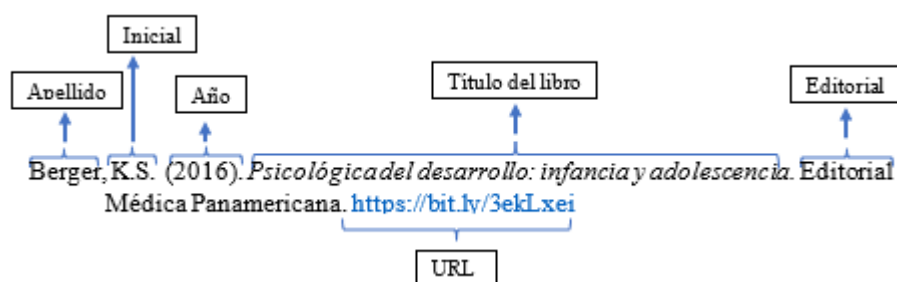 Inicial
Apellido
Año
Título del libro
Editorial
Berger, K.S. (2016). Psicológica del desarrollo: infancia y adolescencia. Editorial
Médica Panamericana. https://bit.ly/3ekLxei
URL